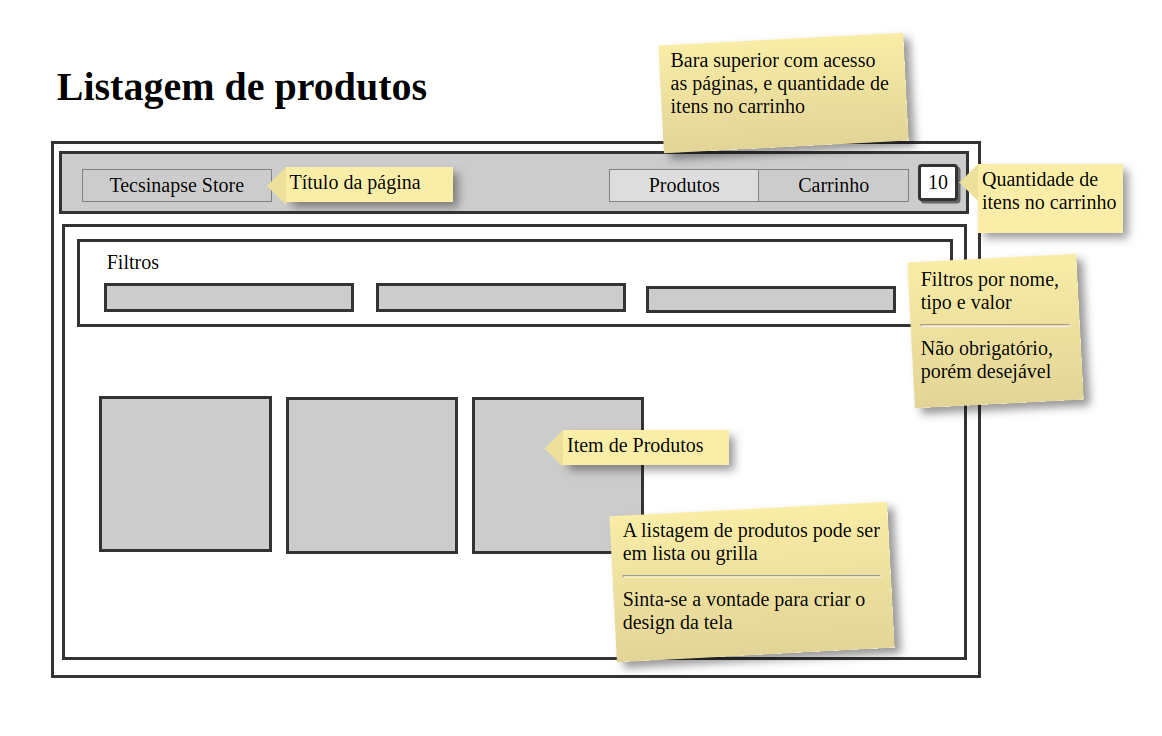 Bara superior com acesso
as páginas, e quantidade de
itens no carrinho
Listagem de produtos
Tecsinapse Store
Título da página
Produtos
Carrinho
10
Quantidade de
itens no carrinho
Filtros
Filtros por nome,
tipo e valor
Não obrigatório,
porém desejável
Item de Produtos
A listagem de produtos pode ser
em lista ou grilla
Sinta-se a vontade para criar o
design da tela